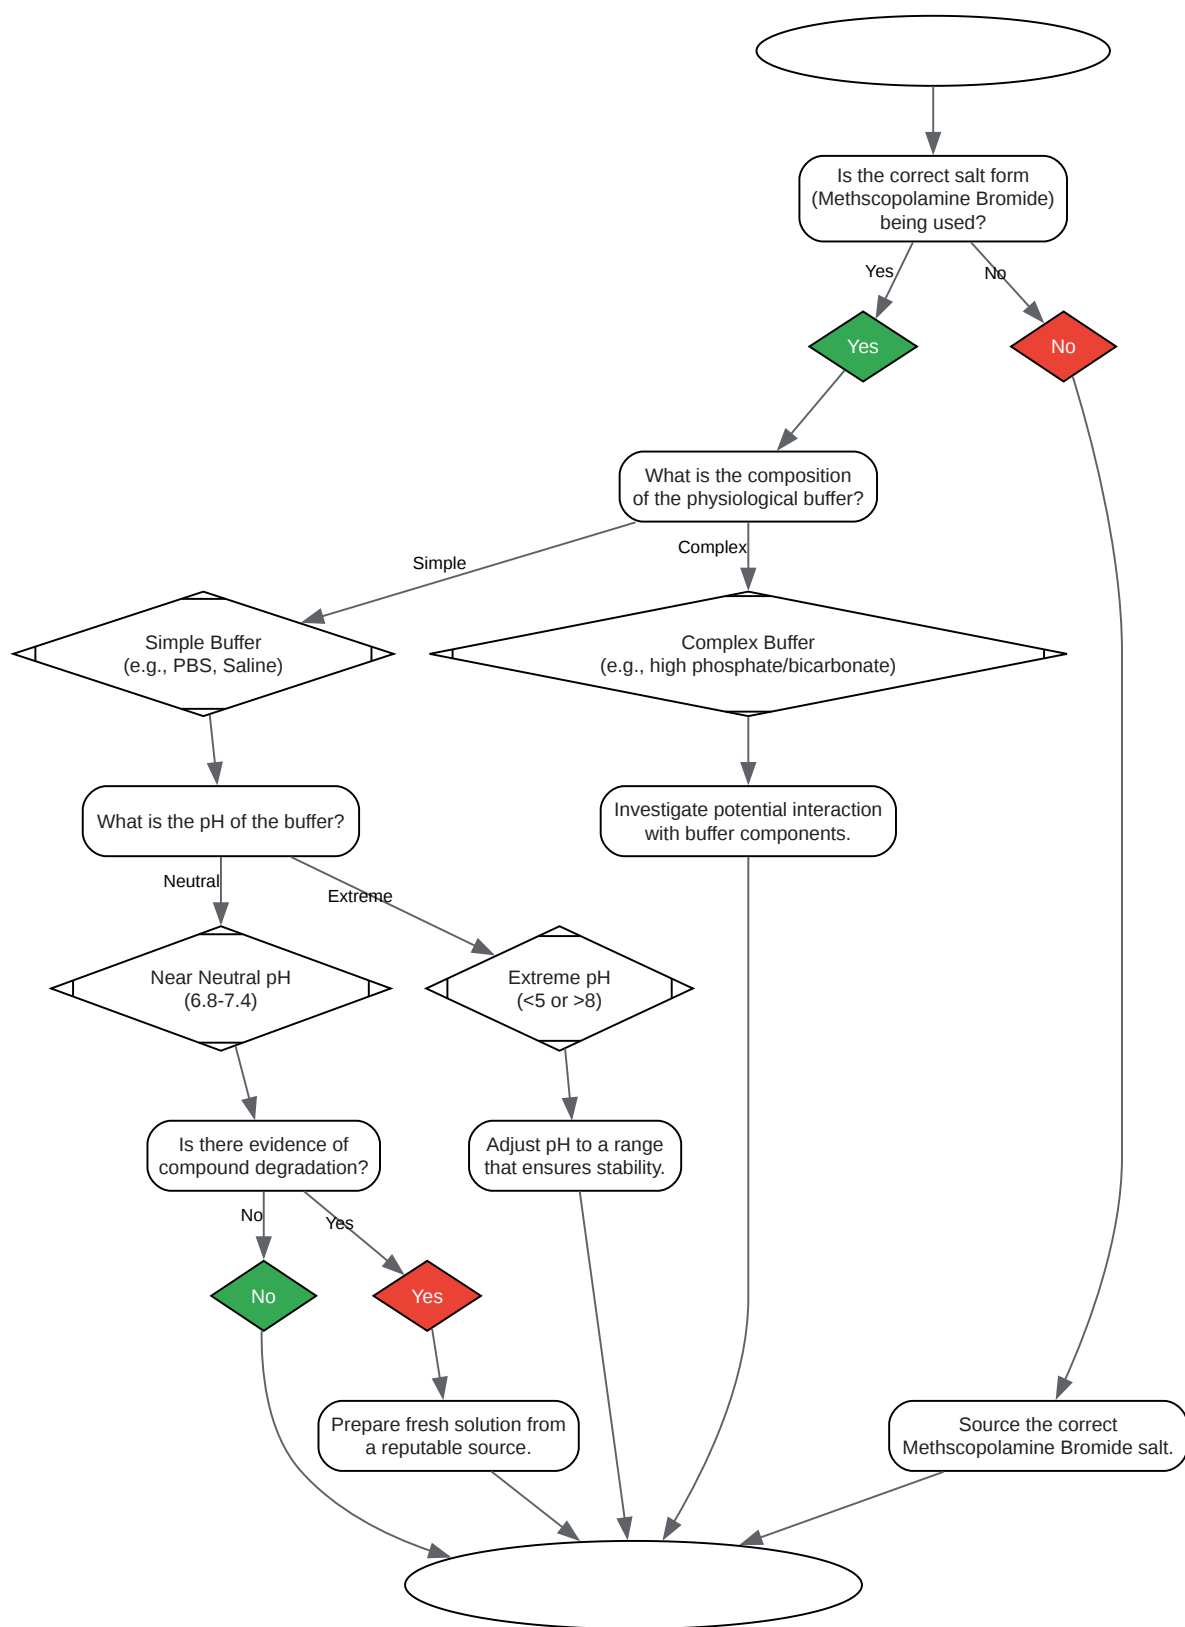 Is the correct salt form
(Methscopolamine Bromide)
being used?
Yes
No
Yes
No
What is the composition
of the physiological buffer?
Simple
Complex
Simple Buffer
(e.g., PBS, Saline)
Complex Buffer
(e.g., high phosphate/bicarbonate)
What is the pH of the buffer?
Investigate potential interaction
with buffer components.
Neutral
Extreme
Near Neutral pH
(6.8-7.4)
Extreme pH
(<5 or >8)
Is there evidence of
compound degradation?
Adjust pH to a range
that ensures stability.
No
Yes
No
Yes
Prepare fresh solution from
a reputable source.
Source the correct
Methscopolamine Bromide salt.